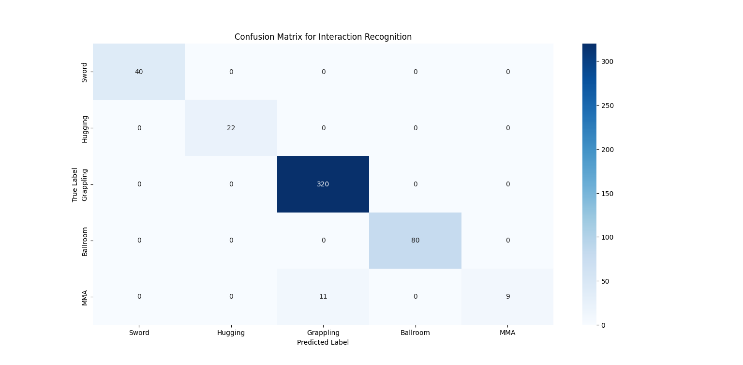 Confusion Matrix for Interaction Recognition
True Label
Sword 40 0 0 0 0
Hugging 0 22 0 0 0
Grappling 0 0 320 0 0
Ballroom 0 0 0 80 0
MMA 0 0 11 0 9
Sword Hugging Grappling Ballroom MMA
Predicted Label
300
250
200
150
100
50
0